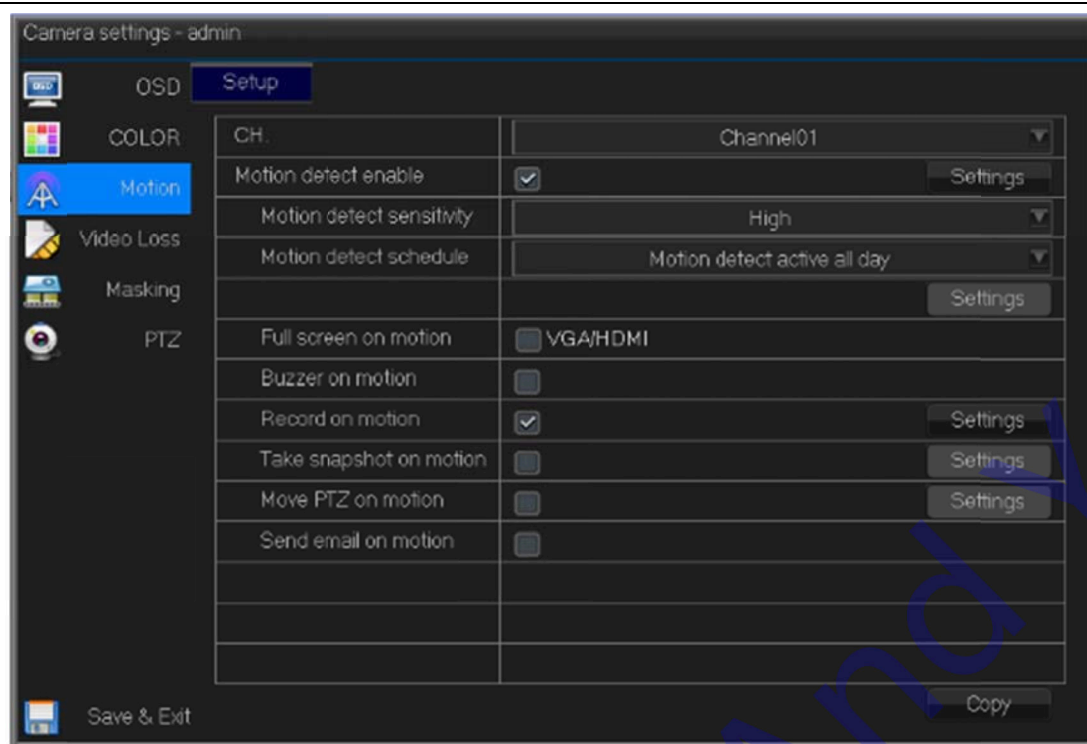 Camera settings - admin
OSD
Setup
COLOR
CH.
Channel01
Motion
Motion detect enable
Settings
Motion detect sensitivity
High
Video Loss
Motion detect schedule
Motion detect active all day
Masking
Settings
PTZ
Full screen on motion
VGA/HDMI
Buzzer on motion
Record on motion
Settings
Take snapshot on motion
Settings
Move PTZ on motion
Settings
Send email on motion
Save & Exit
Copy